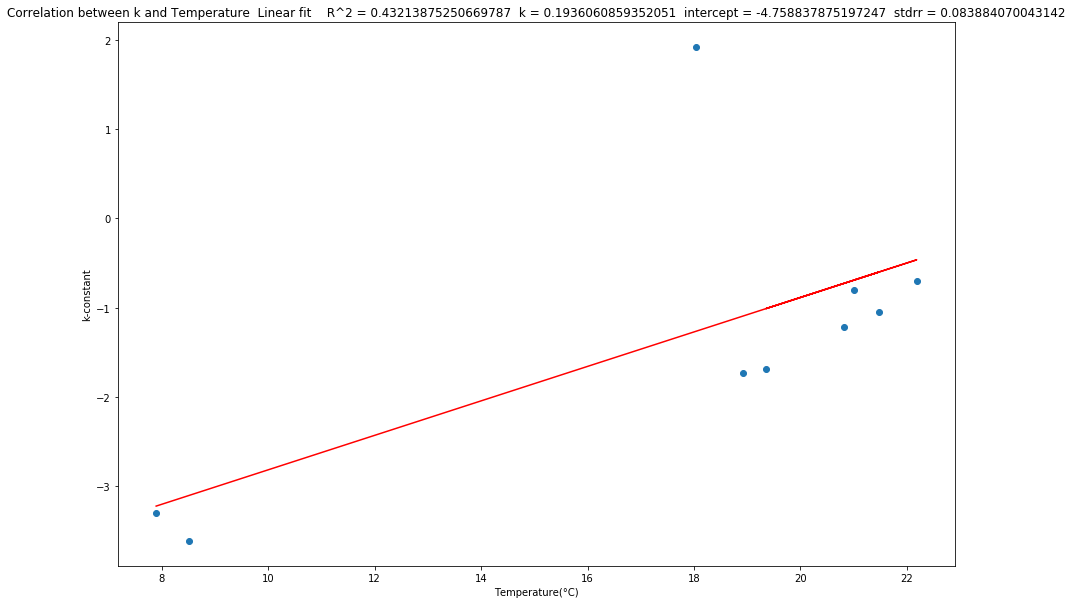 Correlation between k and Temperature  Linear fit    R^2 = 0.43213875250669787  k = 0.1936060859352051  intercept = -4.758837875197247  stdrr = 0.083884070043142
2
1
0
−1
−2
−3
k-constant
8 10 12 14 16 18 20 22
Temperature(°C)